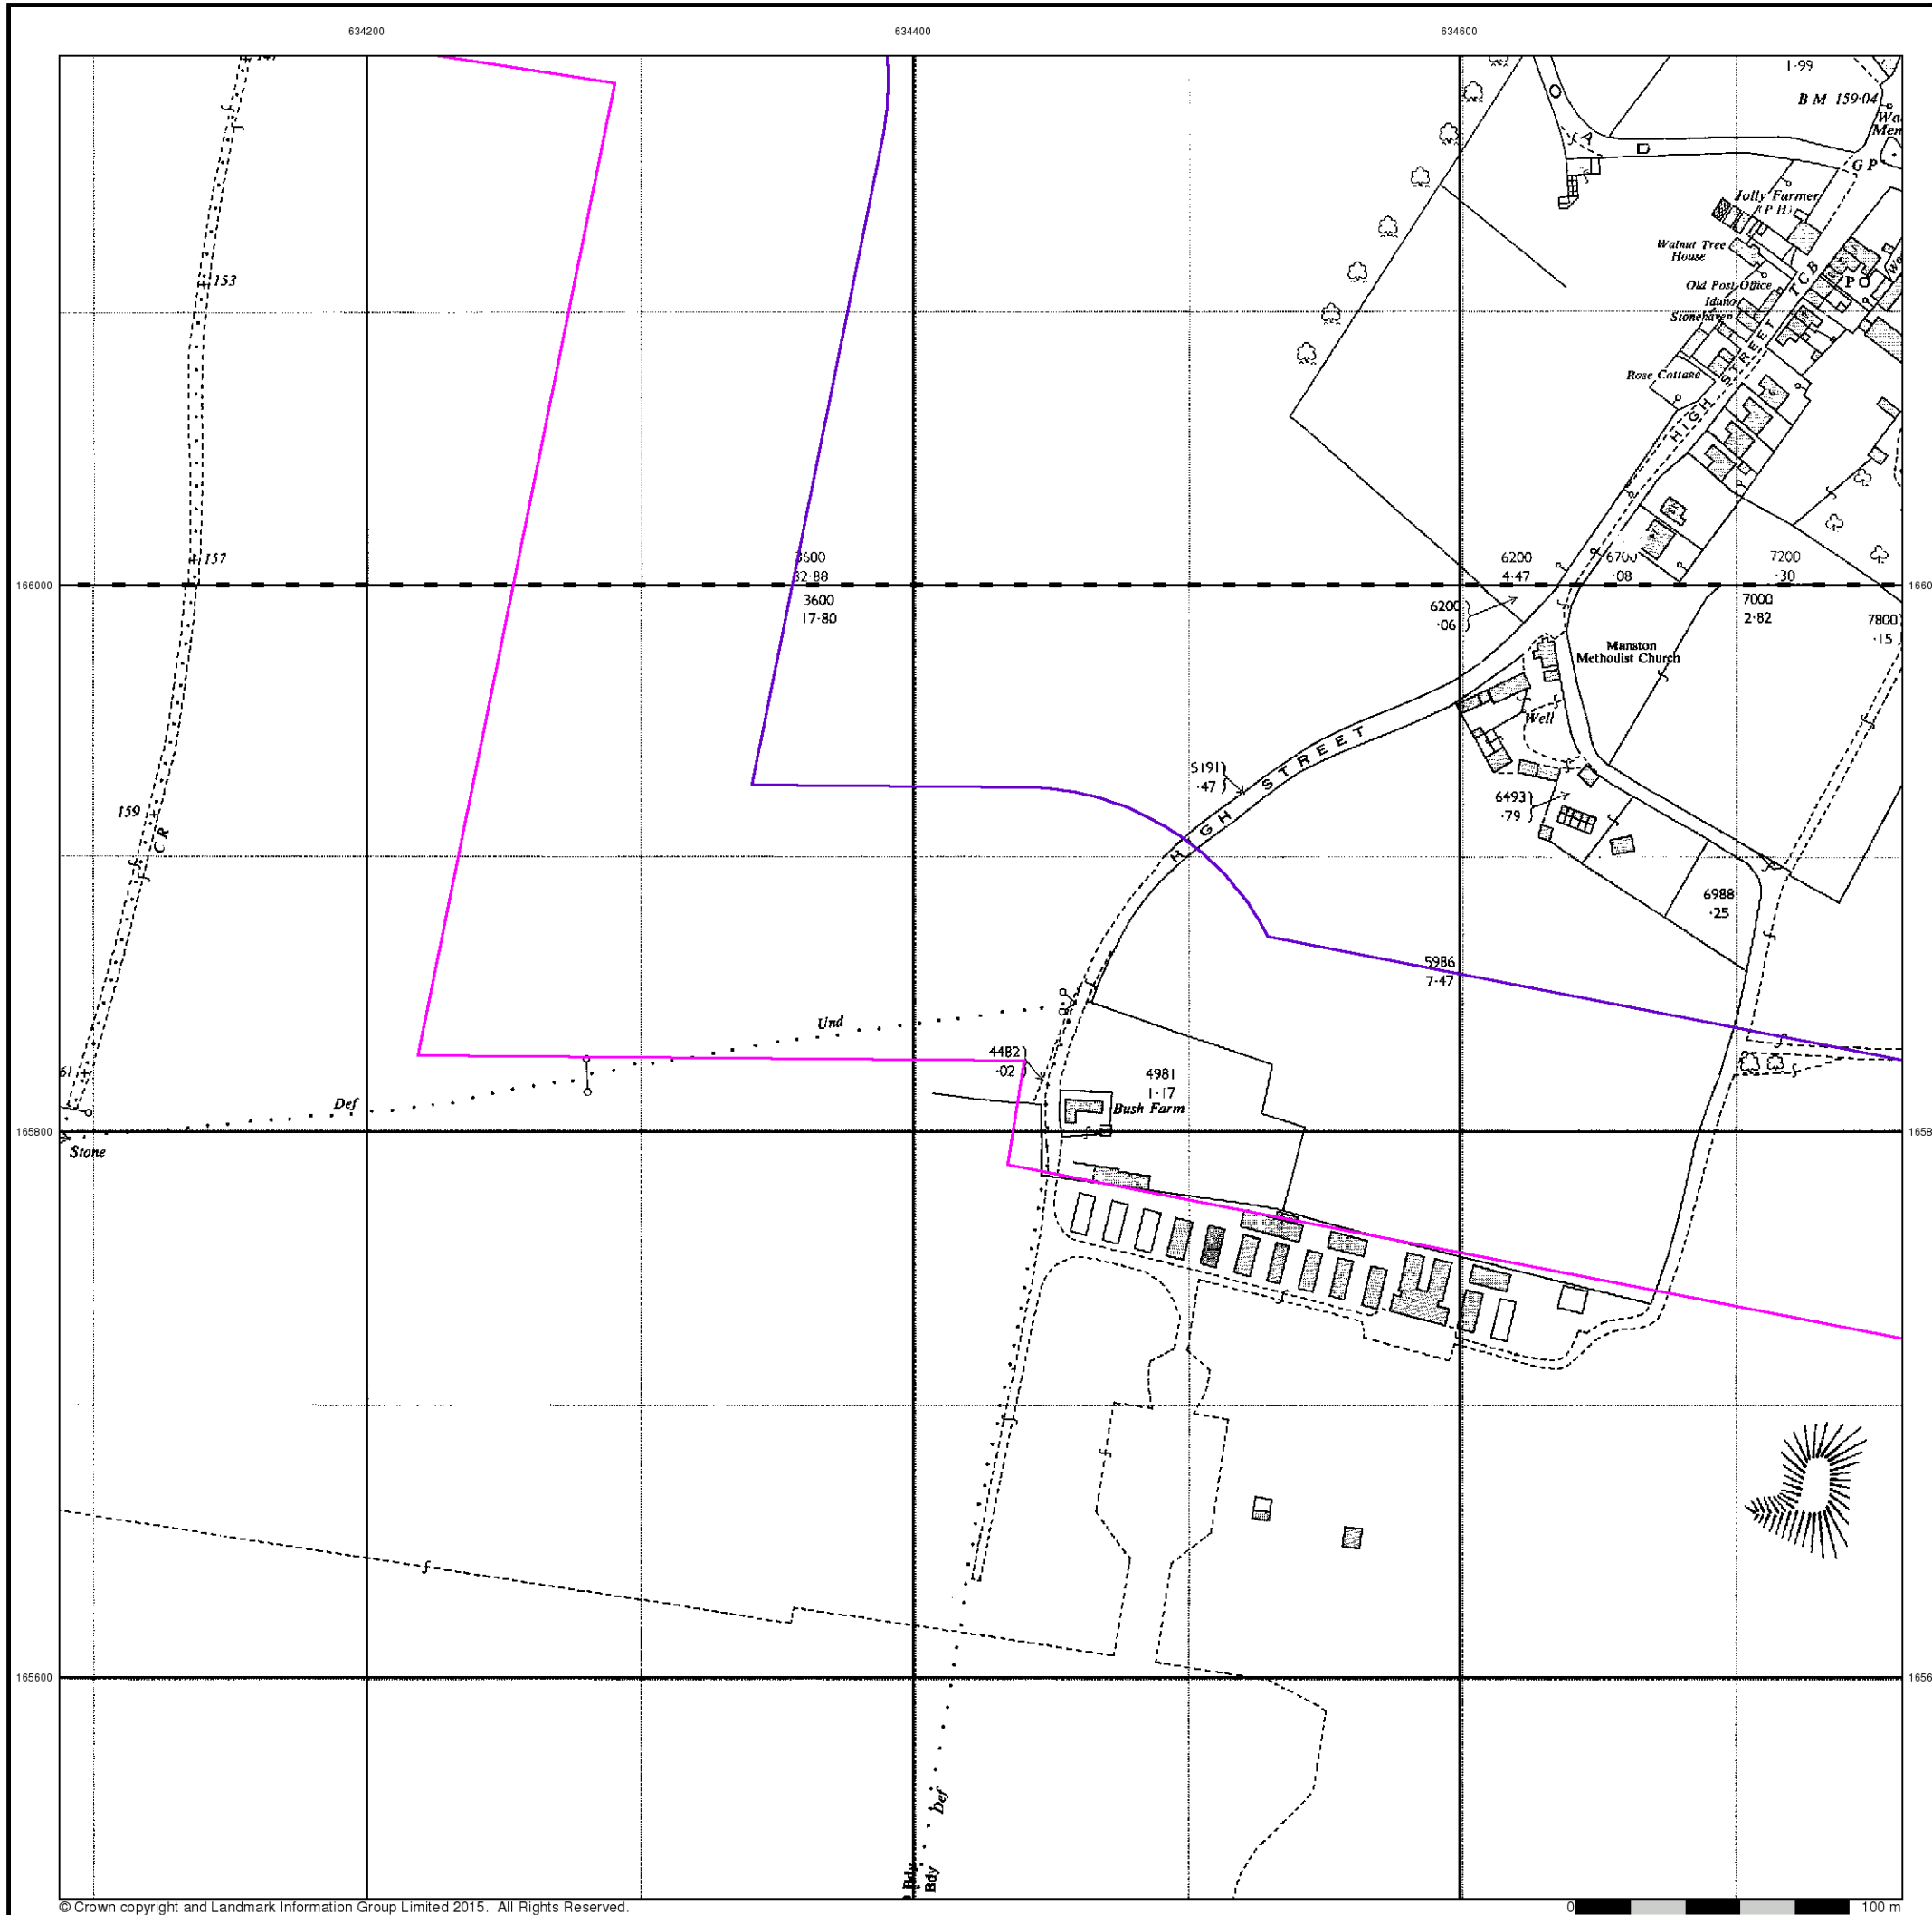 634200
634400
634600
1·99
B M 159·04
G P
A
Jolly Farmer
(P H)
Walnut Tree
House
TCB
P O
Old Post Office
Iduna
Stonehaven
Rose Cottage
HIGH STREET
153
157
3600
32·88
6200
4·47
6700
·08
7200
·30
166000
3600
17·80
6200
·06
7000
2·82
7800
·15
Manston
Methodist Church
Well
HIGH STREET
5191
·47
6493
·79
159
CR
6988
·25
5986
7·47
Und
4482
·02
4981
1·17
Bush Farm
61
Def
165800
Stone
165600
Def
Bdy
Bdy
© Crown copyright and Landmark Information Group Limited 2015. All Rights Reserved.
0 100 m